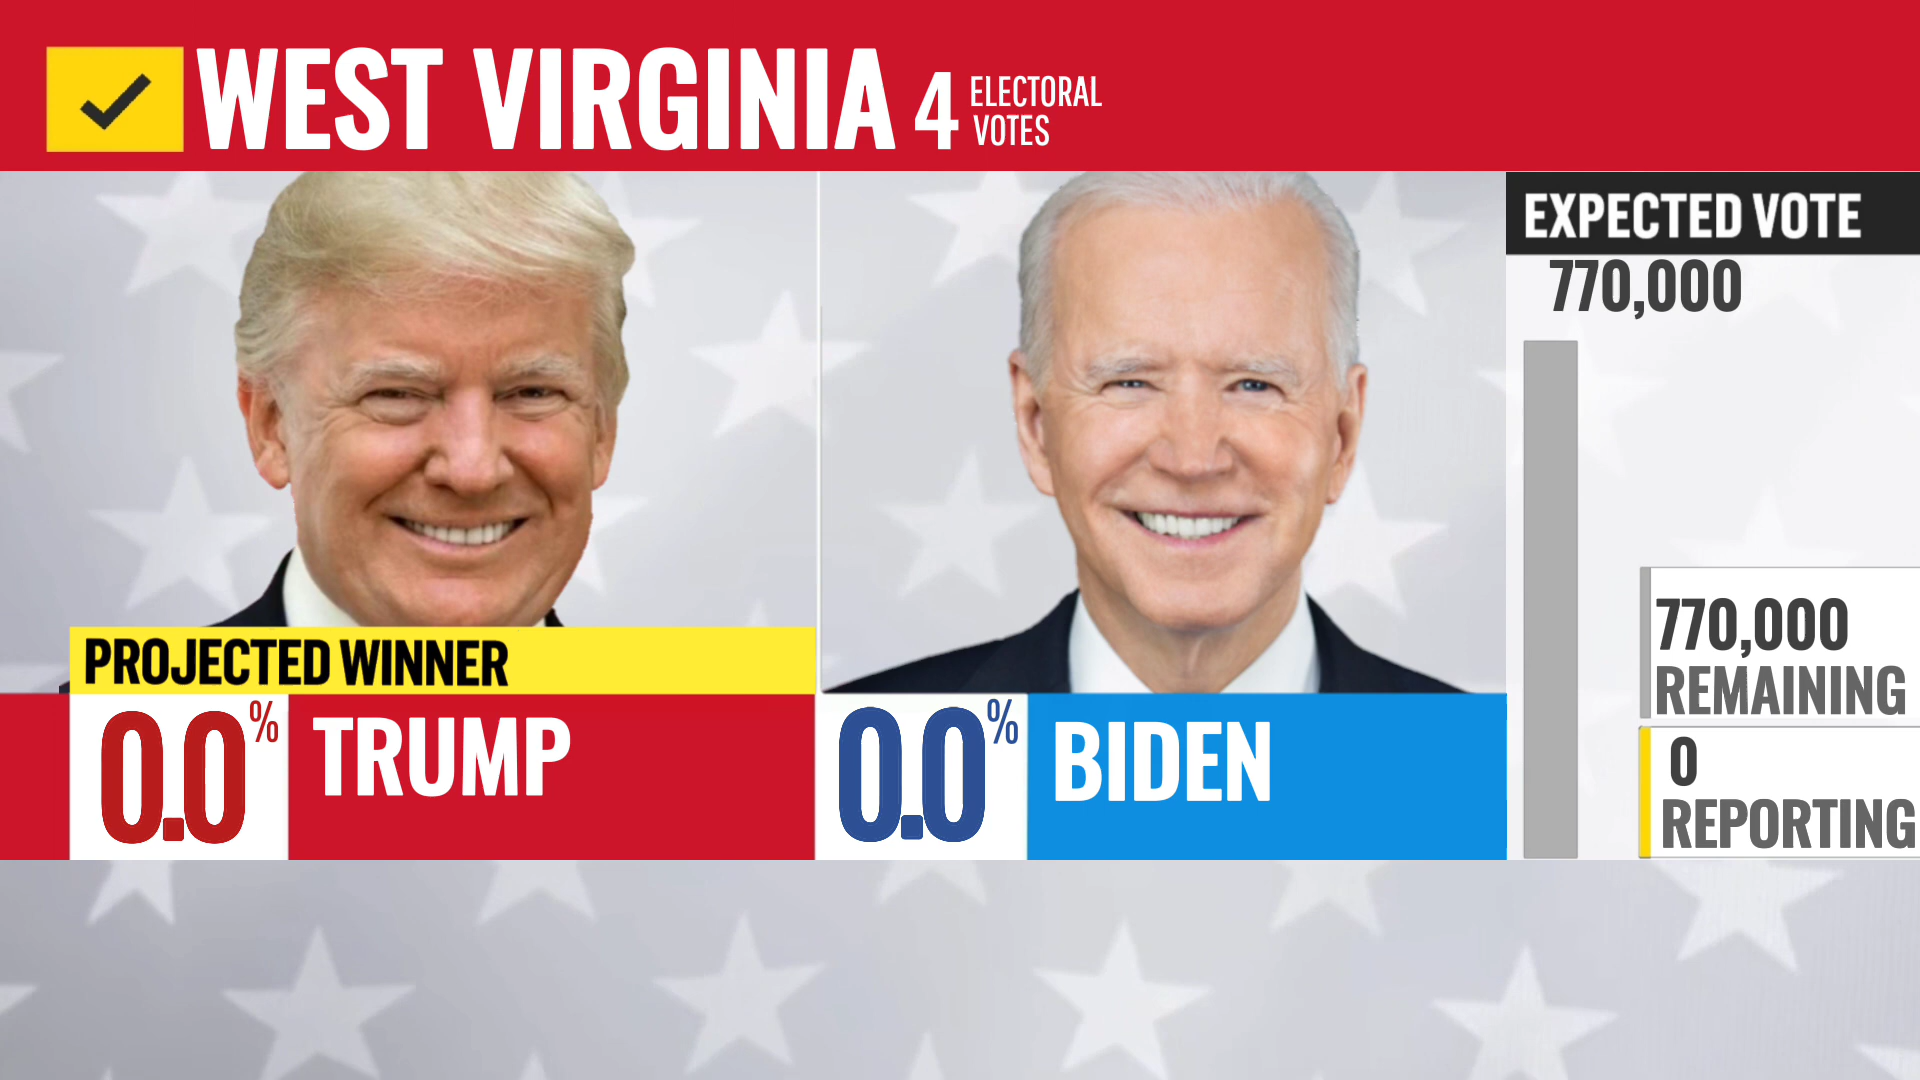 WEST VIRGINIA 4 ELECTORAL VOTES
EXPECTED VOTE
770,000
PROJECTED WINNER
0.0% TRUMP
0.0% BIDEN
770,000
REMAINING
0
REPORTING